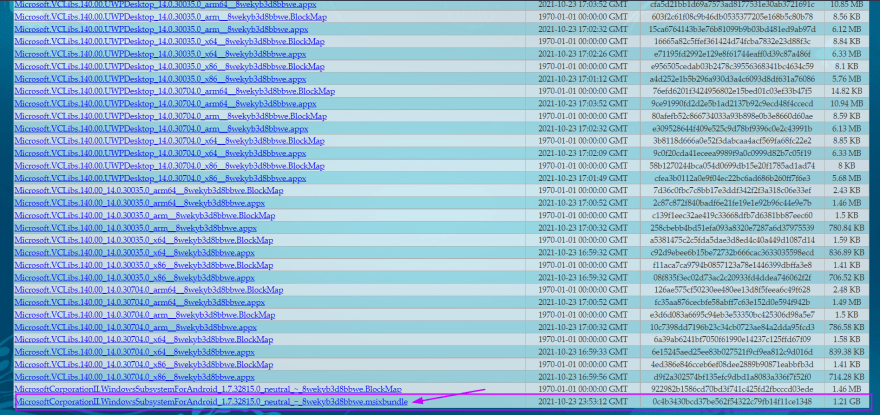 Microsoft.VCLibs.140.00.UWPDesktop_14.0.30035.0_arm64__8wekyb3d8bbwe.appx 2021-10-23 17:03:52 GMT cfa5d21bb1d69a7573ad8177531e30ab3721691c 10.85 MB
Microsoft.VCLibs.140.00.UWPDesktop_14.0.30035.0_arm__8wekyb3d8bbwe.BlockMap 1970-01-01 00:00:00 GMT 603f2c61f08c9b46db0535377205e168b5c80b78 8.56 KB
Microsoft.VCLibs.140.00.UWPDesktop_14.0.30035.0_arm__8wekyb3d8bbwe.appx 2021-10-23 17:02:32 GMT 15ca6764143b3e76b81099b9b03bd481ed9ab97d 6.12 MB
Microsoft.VCLibs.140.00.UWPDesktop_14.0.30035.0_x64__8wekyb3d8bbwe.BlockMap 1970-01-01 00:00:00 GMT 16665a82c5ffef361424d74fcba7832e23d88f3c 8.84 KB
Microsoft.VCLibs.140.00.UWPDesktop_14.0.30035.0_x64__8wekyb3d8bbwe.appx 2021-10-23 17:02:26 GMT e71195fd2992e129e8f61744eaff0d39c87a486f 6.33 MB
Microsoft.VCLibs.140.00.UWPDesktop_14.0.30035.0_x86__8wekyb3d8bbwe.BlockMap 1970-01-01 00:00:00 GMT e956505cedab03b2478c39556368341bc4634c59 8.1 KB
Microsoft.VCLibs.140.00.UWPDesktop_14.0.30035.0_x86__8wekyb3d8bbwe.appx 2021-10-23 17:01:12 GMT a4d252e1b5b296a930d3a4c6093d8df631a76086 5.76 MB
Microsoft.VCLibs.140.00.UWPDesktop_14.0.30704.0_arm64__8wekyb3d8bbwe.BlockMap 1970-01-01 00:00:00 GMT 76efd6201f3424956802e15bed01c03ef33b47f5 14.82 KB
Microsoft.VCLibs.140.00.UWPDesktop_14.0.30704.0_arm64__8wekyb3d8bbwe.appx 2021-10-23 17:03:52 GMT 9ce91990fd2d2e5b1ad2137b92c9ecd48f4ccecd 10.94 MB
Microsoft.VCLibs.140.00.UWPDesktop_14.0.30704.0_arm__8wekyb3d8bbwe.BlockMap 1970-01-01 00:00:00 GMT 80afefb52c866734033a93b898e0b3e8660d60ae 8.59 KB
Microsoft.VCLibs.140.00.UWPDesktop_14.0.30704.0_arm__8wekyb3d8bbwe.appx 2021-10-23 17:02:32 GMT e309528644f409e525c9d78bf9396c0e2c43991b 6.13 MB
Microsoft.VCLibs.140.00.UWPDesktop_14.0.30704.0_x64__8wekyb3d8bbwe.BlockMap 1970-01-01 00:00:00 GMT 3b8118d666a0e52f3dabcaa4acf569fa68fc22e2 8.85 KB
Microsoft.VCLibs.140.00.UWPDesktop_14.0.30704.0_x64__8wekyb3d8bbwe.appx 2021-10-23 17:02:09 GMT 9c0f20cda41eceea9989f9a0c0999d82b7c05f19 6.33 MB
Microsoft.VCLibs.140.00.UWPDesktop_14.0.30704.0_x86__8wekyb3d8bbwe.BlockMap 1970-01-01 00:00:00 GMT 58b1270244bca054d0699db15e20f1785ad1ad74 8 KB
Microsoft.VCLibs.140.00.UWPDesktop_14.0.30704.0_x86__8wekyb3d8bbwe.appx 2021-10-23 17:01:49 GMT cfea3b0112a0e9f04ec22bc6ad686b260ff7f6e3 5.68 MB
Microsoft.VCLibs.140.00_14.0.30035.0_arm64__8wekyb3d8bbwe.BlockMap 1970-01-01 00:00:00 GMT 7d36c0fbc7c8bb17e3ddf342f2f3a318c06e33ef 2.43 KB
Microsoft.VCLibs.140.00_14.0.30035.0_arm64__8wekyb3d8bbwe.appx 2021-10-23 17:00:52 GMT 2c87c872f840badf6e21fe19e1e92b96c44e9e7b 1.46 MB
Microsoft.VCLibs.140.00_14.0.30035.0_arm__8wekyb3d8bbwe.BlockMap 1970-01-01 00:00:00 GMT c139f1eec32ae419c33668dfb7d6381bb87eec60 1.5 KB
Microsoft.VCLibs.140.00_14.0.30035.0_arm__8wekyb3d8bbwe.appx 2021-10-23 17:00:32 GMT 258cbebb4bd51efa093a8320e7287a6d37975539 780.84 KB
Microsoft.VCLibs.140.00_14.0.30035.0_x64__8wekyb3d8bbwe.BlockMap 1970-01-01 00:00:00 GMT a5381475c2c5fda5dae3d8ed4c40a449d1087d14 1.59 KB
Microsoft.VCLibs.140.00_14.0.30035.0_x64__8wekyb3d8bbwe.appx 2021-10-23 16:59:32 GMT c92d9ebee6b15be72732b666cac3633035598ecd 836.89 KB
Microsoft.VCLibs.140.00_14.0.30035.0_x86__8wekyb3d8bbwe.BlockMap 1970-01-01 00:00:00 GMT f11aca7ca9794b0857123a78e1446399dbffa3e8 1.41 KB
Microsoft.VCLibs.140.00_14.0.30035.0_x86__8wekyb3d8bbwe.appx 2021-10-23 16:59:32 GMT 08f835f3ec02d73ac2c20933fd4ddea746062f2f 706.52 KB
Microsoft.VCLibs.140.00_14.0.30704.0_arm64__8wekyb3d8bbwe.BlockMap 1970-01-01 00:00:00 GMT 126ae575cf50230ee480ee13d8f5feea6c49f628 2.48 KB
Microsoft.VCLibs.140.00_14.0.30704.0_arm64__8wekyb3d8bbwe.appx 2021-10-23 17:00:52 GMT fc35aa876cecbfe58abff7c63e152d0e594f942b 1.49 MB
Microsoft.VCLibs.140.00_14.0.30704.0_arm__8wekyb3d8bbwe.BlockMap 1970-01-01 00:00:00 GMT e3d6d083a6695c94eb3e53350bc425306d98a5e7 1.5 KB
Microsoft.VCLibs.140.00_14.0.30704.0_arm__8wekyb3d8bbwe.appx 2021-10-23 17:00:32 GMT 10c7398dd7196b23c34cb0723ae84a2dda95fcd3 786.58 KB
Microsoft.VCLibs.140.00_14.0.30704.0_x64__8wekyb3d8bbwe.BlockMap 1970-01-01 00:00:00 GMT 6a39ab6241bf7050f61990e14237c125ffd67f09 1.58 KB
Microsoft.VCLibs.140.00_14.0.30704.0_x64__8wekyb3d8bbwe.appx 2021-10-23 16:59:33 GMT 6e15245aed25ee83b027521f9cf9ea812c9d016d 839.38 KB
Microsoft.VCLibs.140.00_14.0.30704.0_x86__8wekyb3d8bbwe.BlockMap 1970-01-01 00:00:00 GMT 4ed386e846cceb6ef08dee2889b90871eabbfb3d 1.41 KB
Microsoft.VCLibs.140.00_14.0.30704.0_x86__8wekyb3d8bbwe.appx 2021-10-23 16:59:56 GMT d9f2a302574bf135efc9dbd1a8083a336f7f52f0 714.28 KB
MicrosoftCorporationII.WindowsSubsystemForAndroid_1.7.32815.0_neutral_~_8wekyb3d8bbwe.BlockMap 1970-01-01 00:00:00 GMT 922982b1586cd70bd3d741c425fd2fbcccd03ede 1.46 MB
MicrosoftCorporationII.WindowsSubsystemForAndroid_1.7.32815.0_neutral_~_8wekyb3d8bbwe.msixbundle 2021-10-23 23:53:12 GMT 0c4b3430bcd37be562f54322c79fb14f11ce1348 1.21 GB